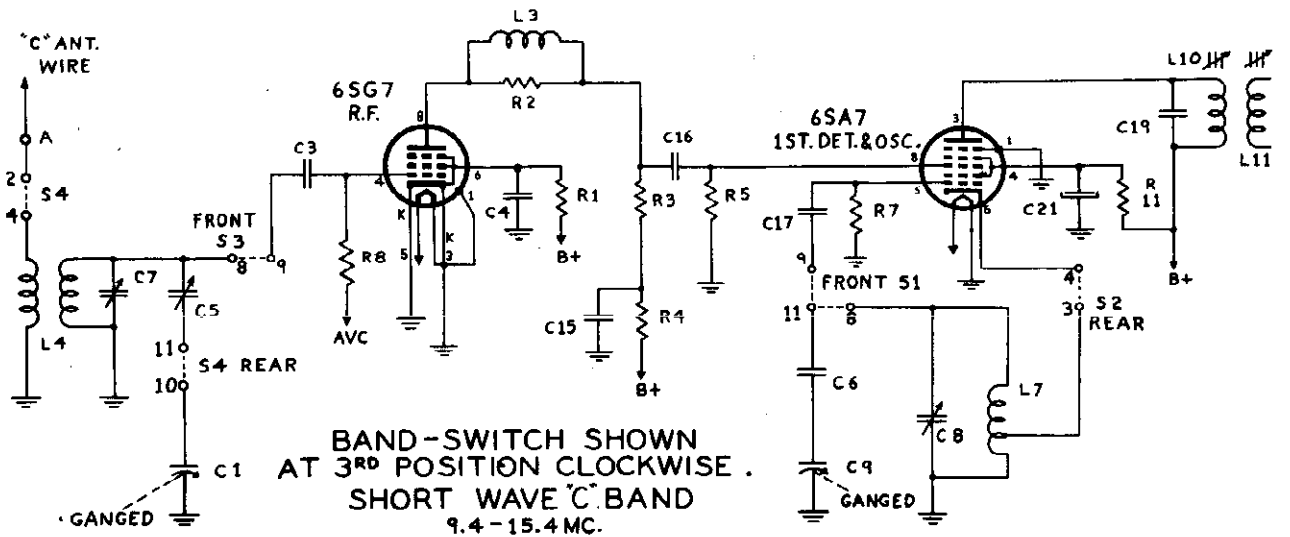 "C" ANT.
WIRE
A
2
S4
4
L4
C7
C5
11
S4 REAR
10
C1
GANGED
FRONT
S3
8
9
C3
R8
AVC
6SG7
R.F.
8
4
6
1
K
K
5
3
L3
R2
C4
R1
B+
C16
R3
R5
C15
R4
B+
6SA7
1ST. DET.&OSC.
3
1
8
5
4
6
C17
R7
9
FRONT S1
11
8
C6
C9
GANGED
C8
L7
4
3
S2
REAR
C21
R
11
C19
L10
L11
B+
BAND-SWITCH SHOWN
AT 3RD POSITION CLOCKWISE.
SHORT WAVE "C" BAND
9.4-15.4 MC.